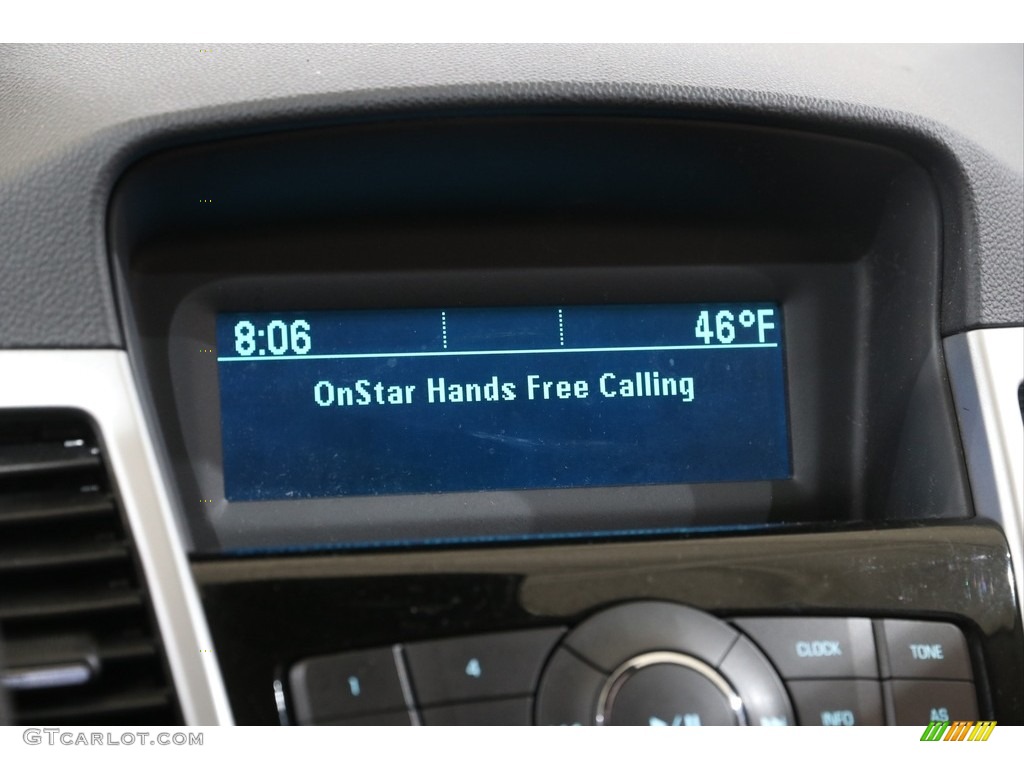 8:06 46°F
OnStar Hands Free Calling
CLOCK TONE
1 4
INFO AS
GTcarlot.com